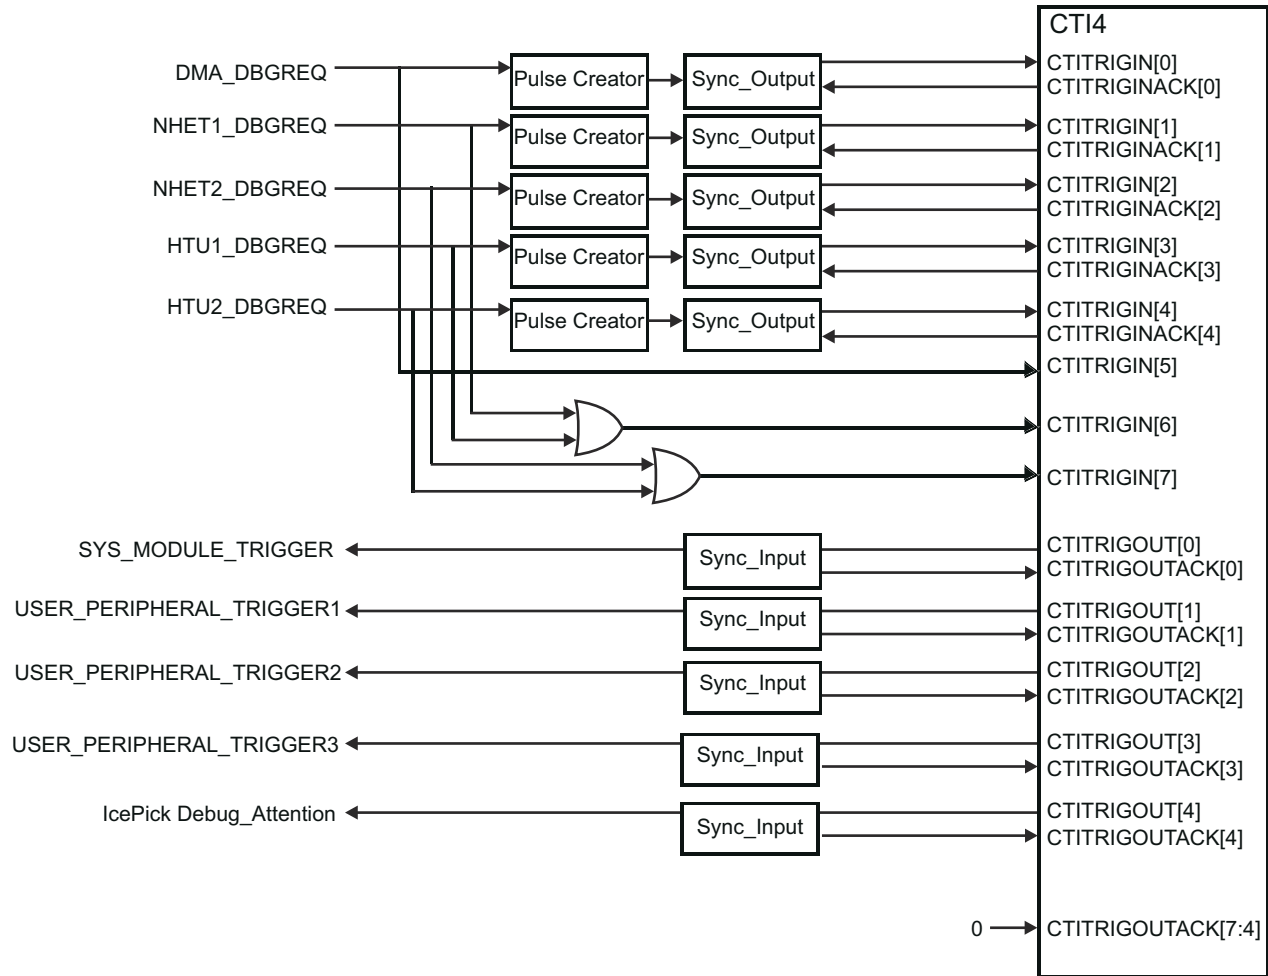 CTI4
DMA_DBGREQ Pulse Creator Sync_Output CTITRIGIN[0]
CTITRIGINACK[0]
NHET1_DBGREQ Pulse Creator Sync_Output CTITRIGIN[1]
CTITRIGINACK[1]
NHET2_DBGREQ Pulse Creator Sync_Output CTITRIGIN[2]
CTITRIGINACK[2]
HTU1_DBGREQ Pulse Creator Sync_Output CTITRIGIN[3]
CTITRIGINACK[3]
HTU2_DBGREQ Pulse Creator Sync_Output CTITRIGIN[4]
CTITRIGINACK[4]
CTITRIGIN[5]
CTITRIGIN[6]
CTITRIGIN[7]
SYS_MODULE_TRIGGER Sync_Input CTITRIGOUT[0]
CTITRIGOUTACK[0]
USER_PERIPHERAL_TRIGGER1 Sync_Input CTITRIGOUT[1]
CTITRIGOUTACK[1]
USER_PERIPHERAL_TRIGGER2 Sync_Input CTITRIGOUT[2]
CTITRIGOUTACK[2]
USER_PERIPHERAL_TRIGGER3 Sync_Input CTITRIGOUT[3]
CTITRIGOUTACK[3]
IcePick Debug_Attention Sync_Input CTITRIGOUT[4]
CTITRIGOUTACK[4]
0 CTITRIGOUTACK[7:4]